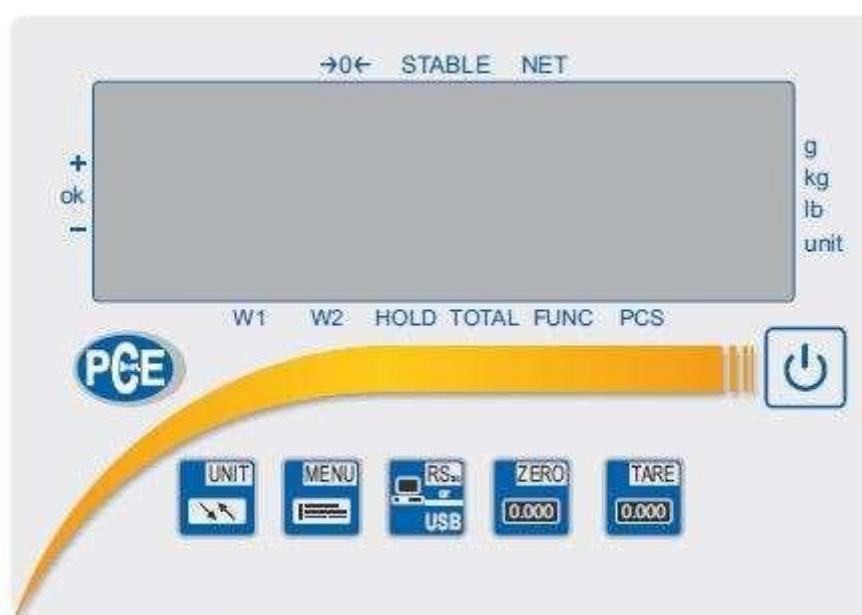 →0← STABLE NET
+
ok
−
g
kg
lb
unit
W1 W2 HOLD TOTAL FUNC PCS
PCE
UNIT
MENU
RS
or
USB
ZERO
0.000
TARE
0.000